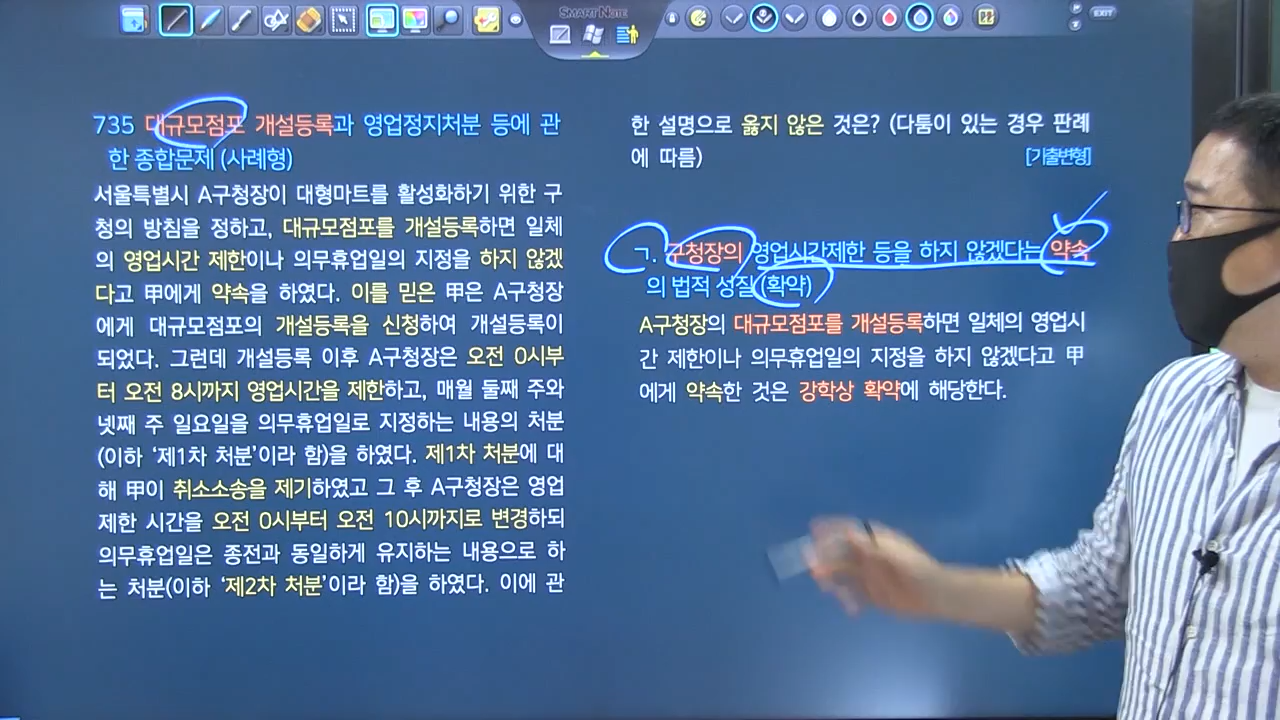 SMART NOTE
EXIT
735 대규모점포 개설등록과 영업정지처분 등에 관
한 종합문제 (사례형)
서울특별시 A구청장이 대형마트를 활성화하기 위한 구
청의 방침을 정하고, 대규모점포를 개설등록하면 일체
의 영업시간 제한이나 의무휴업일의 지정을 하지 않겠
다고 甲에게 약속을 하였다. 이를 믿은 甲은 A구청장
에게 대규모점포의 개설등록을 신청하여 개설등록이
되었다. 그런데 개설등록 이후 A구청장은 오전 0시부
터 오전 8시까지 영업시간을 제한하고, 매월 둘째 주와
넷째 주 일요일을 의무휴업일로 지정하는 내용의 처분
(이하 ‘제1차 처분’이라 함)을 하였다. 제1차 처분에 대
해 甲이 취소소송을 제기하였고 그 후 A구청장은 영업
제한 시간을 오전 0시부터 오전 10시까지로 변경하되
의무휴업일은 종전과 동일하게 유지하는 내용으로 하
는 처분(이하 ‘제2차 처분’이라 함)을 하였다. 이에 관
한 설명으로 옳지 않은 것은? (다툼이 있는 경우 판례
에 따름) [기출변형]
ㄱ. 구청장의 영업시간제한 등을 하지 않겠다는 약속
의 법적 성질 (확약)
A구청장의 대규모점포를 개설등록하면 일체의 영업시
간 제한이나 의무휴업일의 지정을 하지 않겠다고 甲
에게 약속한 것은 강학상 확약에 해당한다.